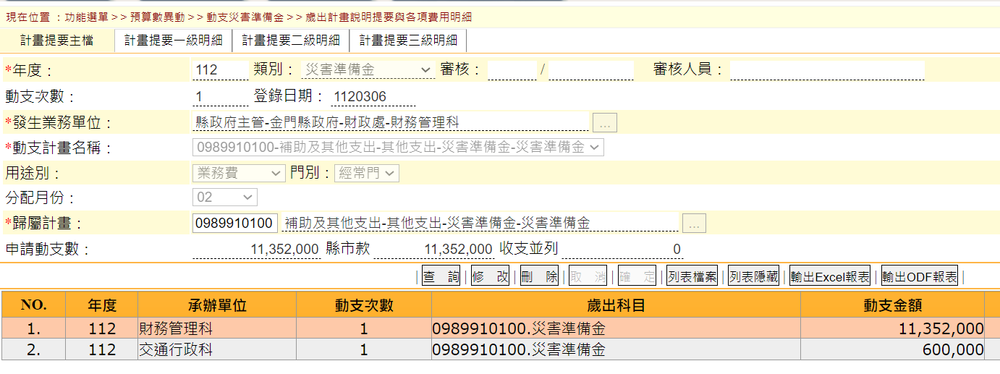 現在位置 ：功能選單>>預算數異動>>動支災害準備金>>歲出計畫說明提要與各項費用明細
計畫提要主檔 計畫提要一級明細 計畫提要二級明細 計畫提要三級明細
*年度： 112 類別： 災害準備金 審核： / 審核人員：
動支次數： 1 登錄日期： 1120306
*發生業務單位： 縣政府主管-金門縣政府-財政處-財務管理科 ...
*動支計畫名稱： 0989910100-補助及其他支出-其他支出-災害準備金-災害準備金
用途別： 業務費 門別： 經常門
分配月份： 02
*歸屬計畫： 0989910100 補助及其他支出-其他支出-災害準備金-災害準備金 ...
申請動支數： 11,352,000 縣市款 11,352,000 收支並列 0
| 查 詢 | 修 改 | 刪 除 | 取 消 | 確 定 | 列表檔案 | 列表隱藏 | 輸出Excel報表 | 輸出ODF報表 |
NO. 年度 承辦單位 動支次數 歲出科目 動支金額
1. 112 財務管理科 1 0989910100.災害準備金 11,352,000
2. 112 交通行政科 1 0989910100.災害準備金 600,000